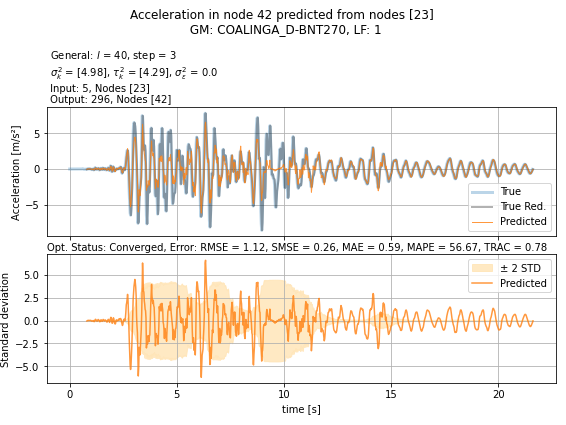 Acceleration in node 42 predicted from nodes [23]
GM: COALINGA_D-BNT270, LF: 1
General: l = 40, step = 3
σ²ₖ = [4.98], τ²ₖ = [4.29], σ²ε = 0.0
Input: 5, Nodes [23]
Output: 296, Nodes [42]
Acceleration [m/s²]
5
0
−5
True
True Red.
Predicted
Opt. Status: Converged, Error: RMSE = 1.12, SMSE = 0.26, MAE = 0.59, MAPE = 56.67, TRAC = 0.78
Standard deviation
5.0
2.5
0.0
−2.5
−5.0
± 2 STD
Predicted
0 5 10 15 20
time [s]